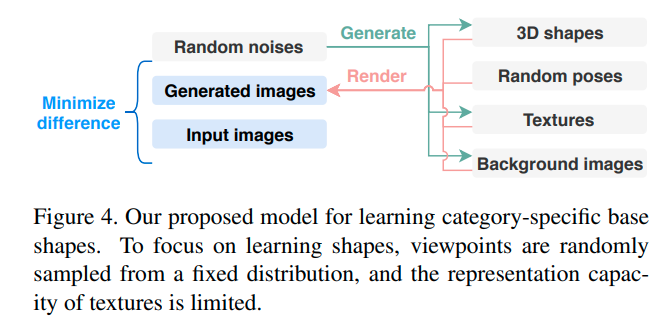 Random noises
Generate
3D shapes
Render
Random poses
Generated images
Minimize
difference
Input images
Textures
Background images
Figure 4. Our proposed model for learning category-specific base
shapes. To focus on learning shapes, viewpoints are randomly
sampled from a fixed distribution, and the representation capac-
ity of textures is limited.